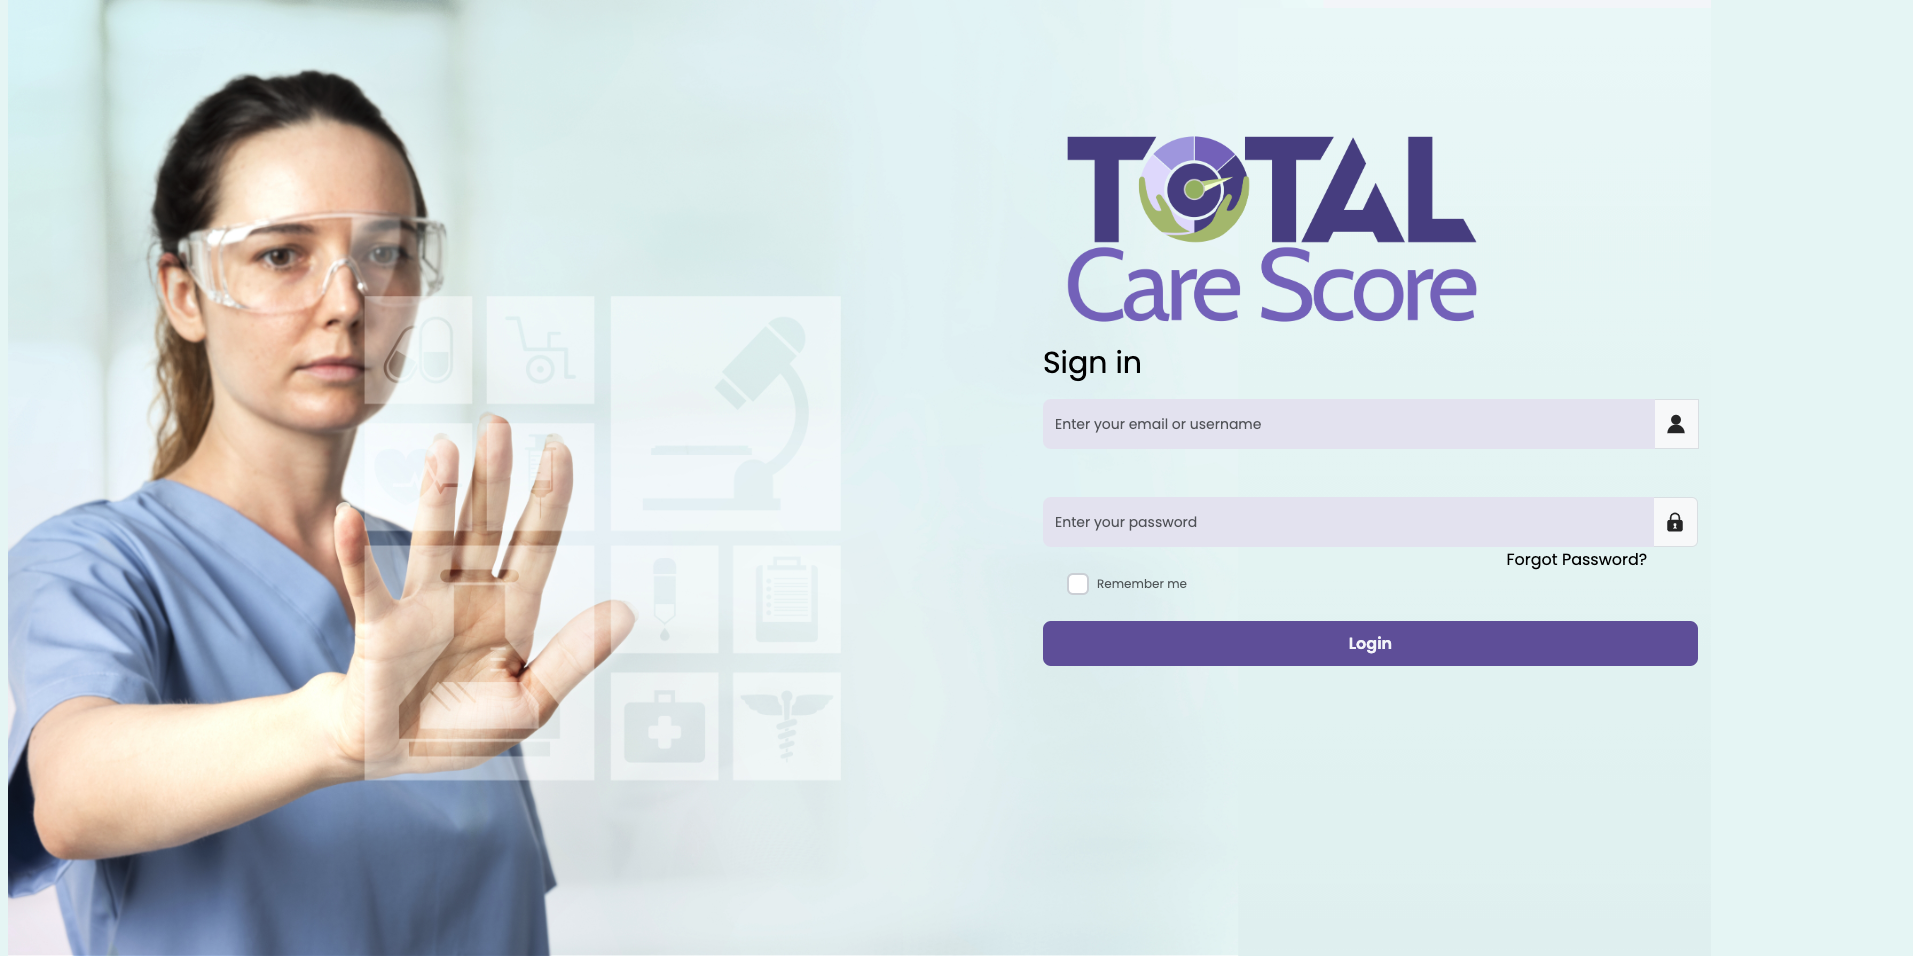 TOTAL
Care Score
Sign in
Enter your email or username
Enter your password
Forgot Password?
Remember me
Login